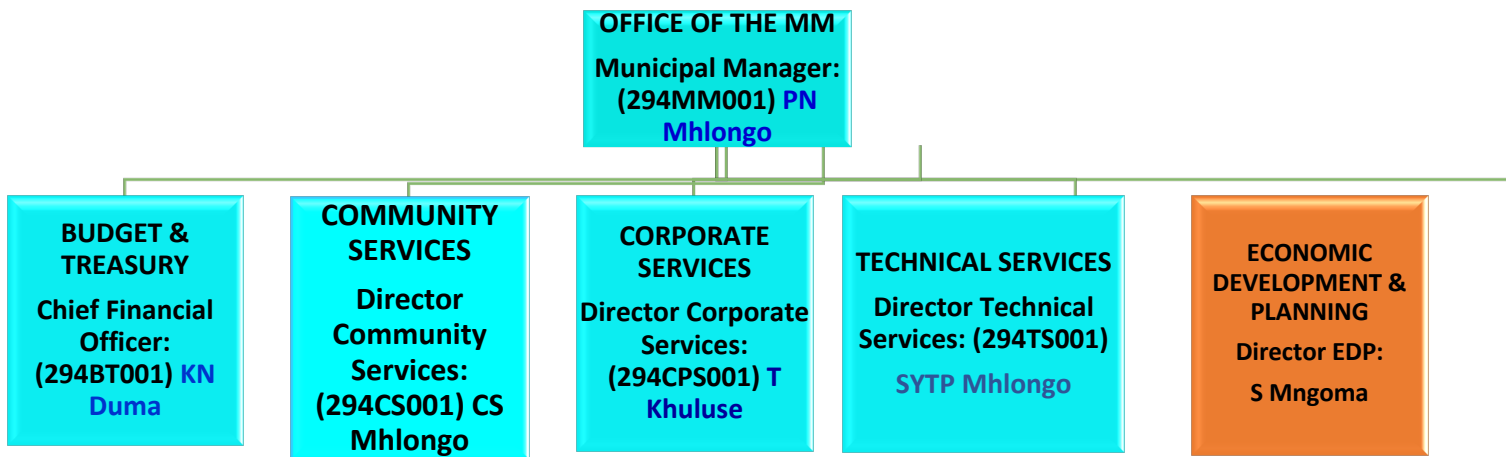 OFFICE OF THE MM
Municipal Manager:
(294MM001) PN
Mhlongo
BUDGET &
TREASURY
Chief Financial
Officer:
(294BT001) KN
Duma
COMMUNITY
SERVICES
Director
Community
Services:
(294CS001) CS
Mhlongo
CORPORATE
SERVICES
Director Corporate
Services:
(294CPS001) T
Khuluse
TECHNICAL SERVICES
Director Technical
Services: (294TS001)
SYTP Mhlongo
ECONOMIC
DEVELOPMENT &
PLANNING
Director EDP:
S Mngoma